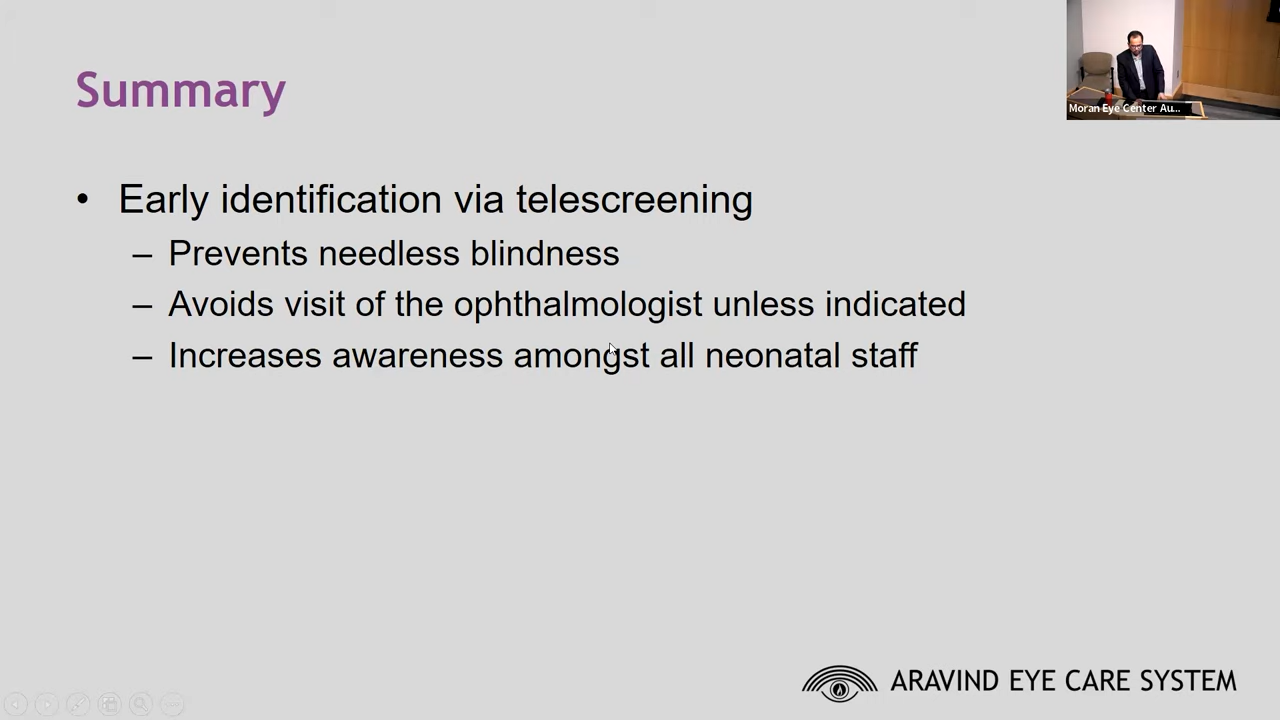 Summary
Moran Eye Center Au...
• Early identification via telescreening
– Prevents needless blindness
– Avoids visit of the ophthalmologist unless indicated
– Increases awareness amongst all neonatal staff
ARAVIND EYE CARE SYSTEM